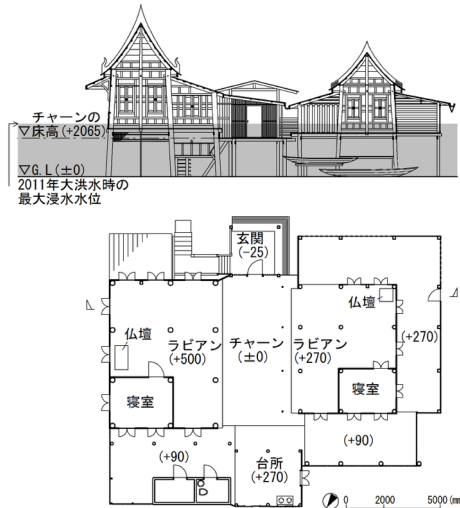 チャーンの
▽床高(+2065)
▽G.L(±0)
2011年大洪水時の
最大浸水水位
玄関
(-25)
仏壇
仏壇
ラビアン
(+500)
チャーン
(±0)
ラビアン
(+270)
(+270)
寝室
寝室
(+90)
(+90)
台所
(+270)
0 2000 5000(㎜)